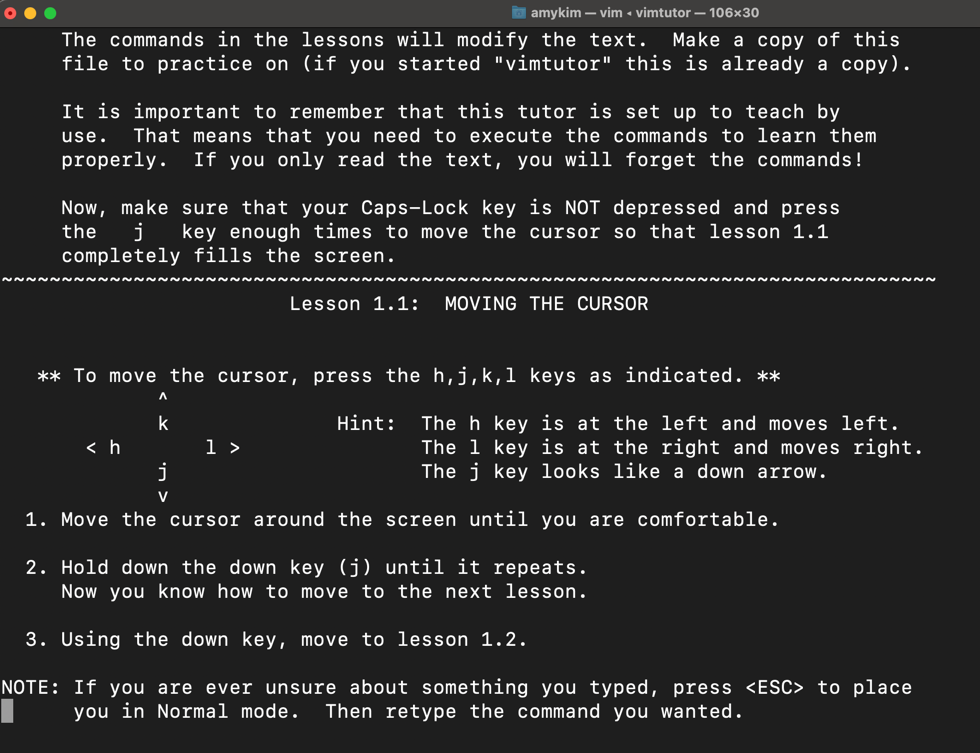 amykim — vim ◂ vimtutor — 106×30
The commands in the lessons will modify the text.  Make a copy of this
file to practice on (if you started "vimtutor" this is already a copy).
It is important to remember that this tutor is set up to teach by
use.  That means that you need to execute the commands to learn them
properly.  If you only read the text, you will forget the commands!
Now, make sure that your Caps-Lock key is NOT depressed and press
the   j   key enough times to move the cursor so that lesson 1.1
completely fills the screen.
~~~~~~~~~~~~~~~~~~~~~~~~~~~~~~~~~~~~~~~~~~~~~~~~~~~~~~~~~~~~~~~~~~~~~~~~~~~~~~
Lesson 1.1:  MOVING THE CURSOR
** To move the cursor, press the h,j,k,l keys as indicated. **
^
k              Hint:  The h key is at the left and moves left.
< h       l >               The l key is at the right and moves right.
j                     The j key looks like a down arrow.
v
1. Move the cursor around the screen until you are comfortable.
2. Hold down the down key (j) until it repeats.
Now you know how to move to the next lesson.
3. Using the down key, move to lesson 1.2.
NOTE: If you are ever unsure about something you typed, press <ESC> to place
you in Normal mode.  Then retype the command you wanted.